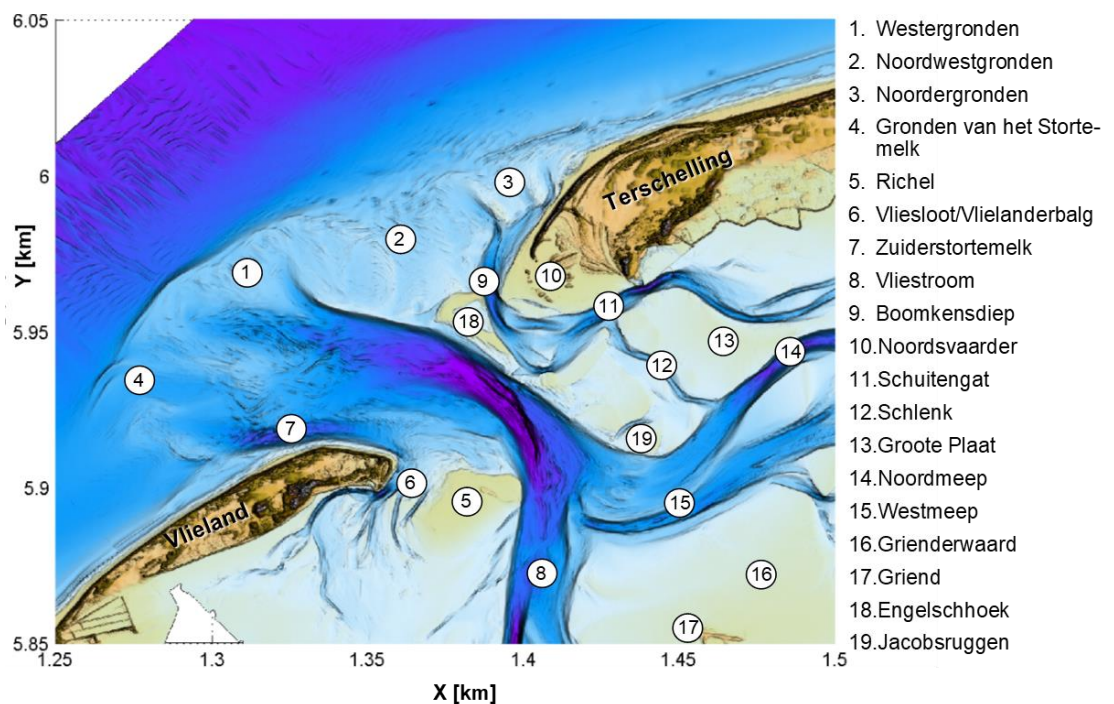 6.05
6
5.95
5.9
5.85
Y [km]
1.25
1.3
1.35
1.4
1.45
1.5
X [km]
Terschelling
Vlieland
1
2
3
4
5
6
7
8
9
10
11
12
13
14
15
16
17
18
19
1. Westergronden
2. Noordwestgronden
3. Noordergronden
4. Gronden van het Storte-
melk
5. Richel
6. Vliesloot/Vlielanderbalg
7. Zuiderstortemelk
8. Vliestroom
9. Boomkensdiep
10.Noordsvaarder
11.Schuitengat
12.Schlenk
13.Groote Plaat
14.Noordmeep
15.Westmeep
16.Grienderwaard
17.Griend
18.Engelschhoek
19.Jacobsruggen